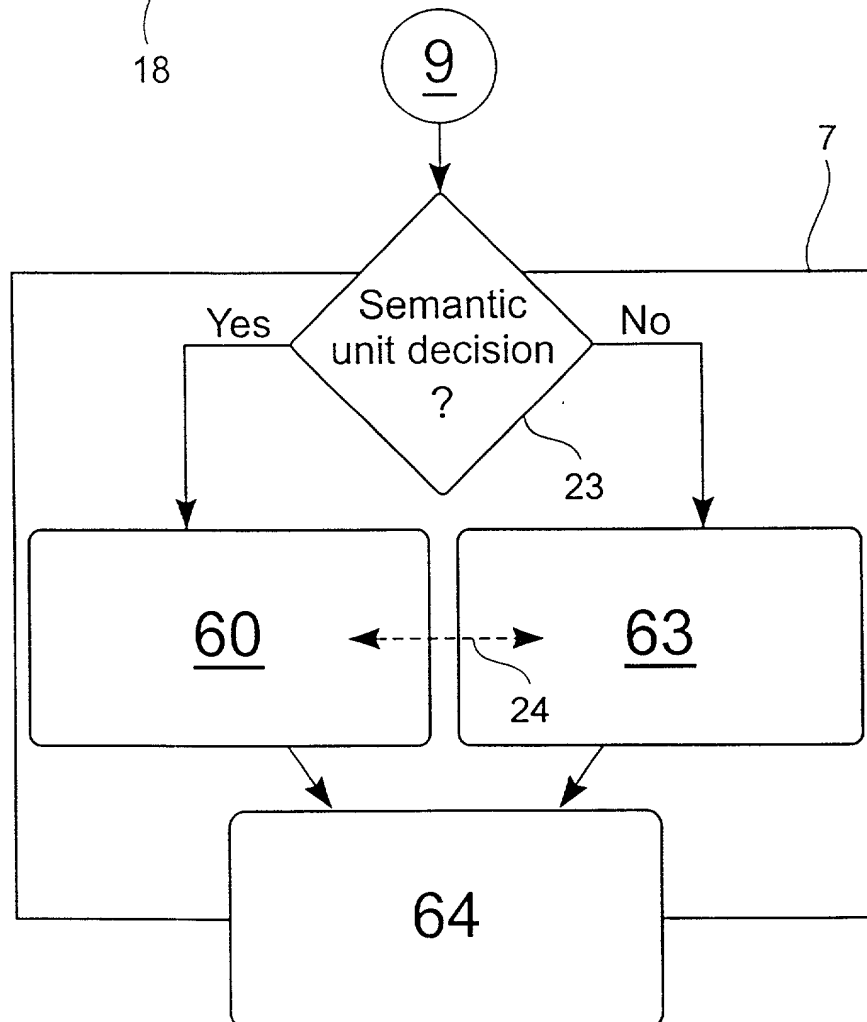 18
9
7
Yes
Semantic
unit decision
?
No
23
60
63
24
64